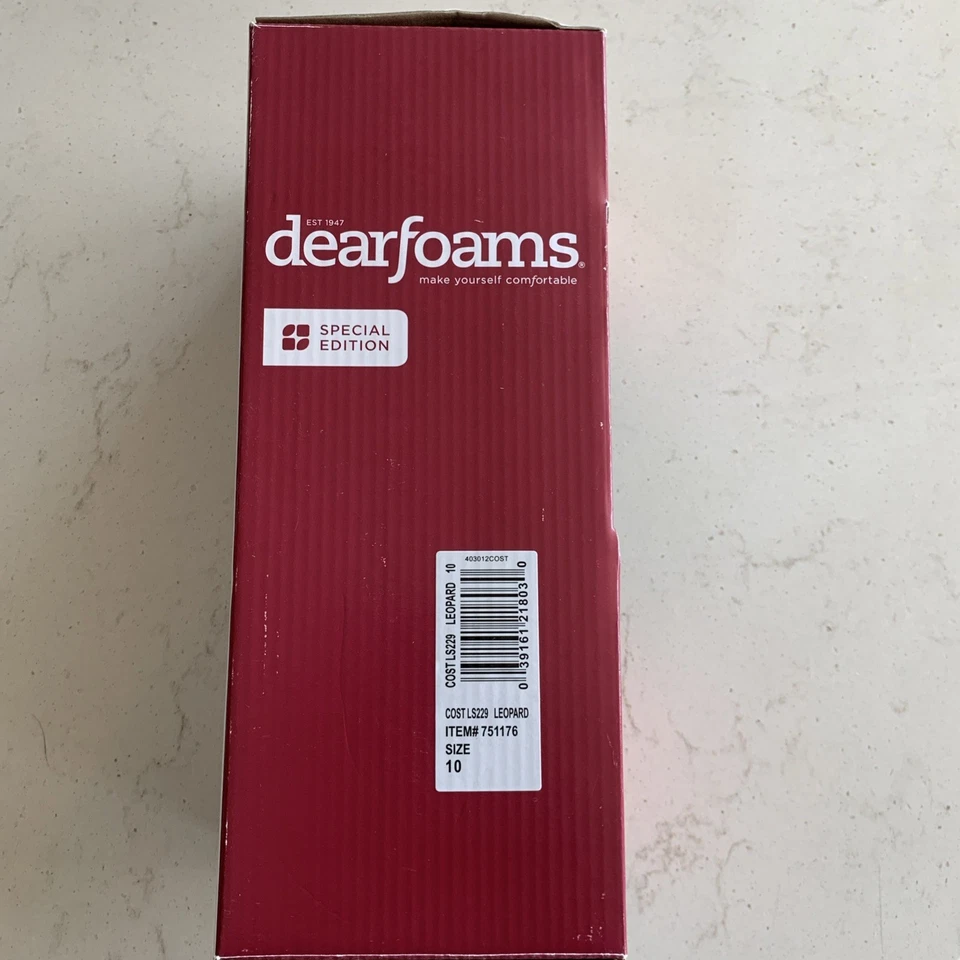 EST 1947
dearfoams®
make yourself comfortable
SPECIAL
EDITION
403012COST
COST LS229 LEOPARD 10
0 39161 21803 0
COST LS229 LEOPARD
ITEM# 751176
SIZE
10